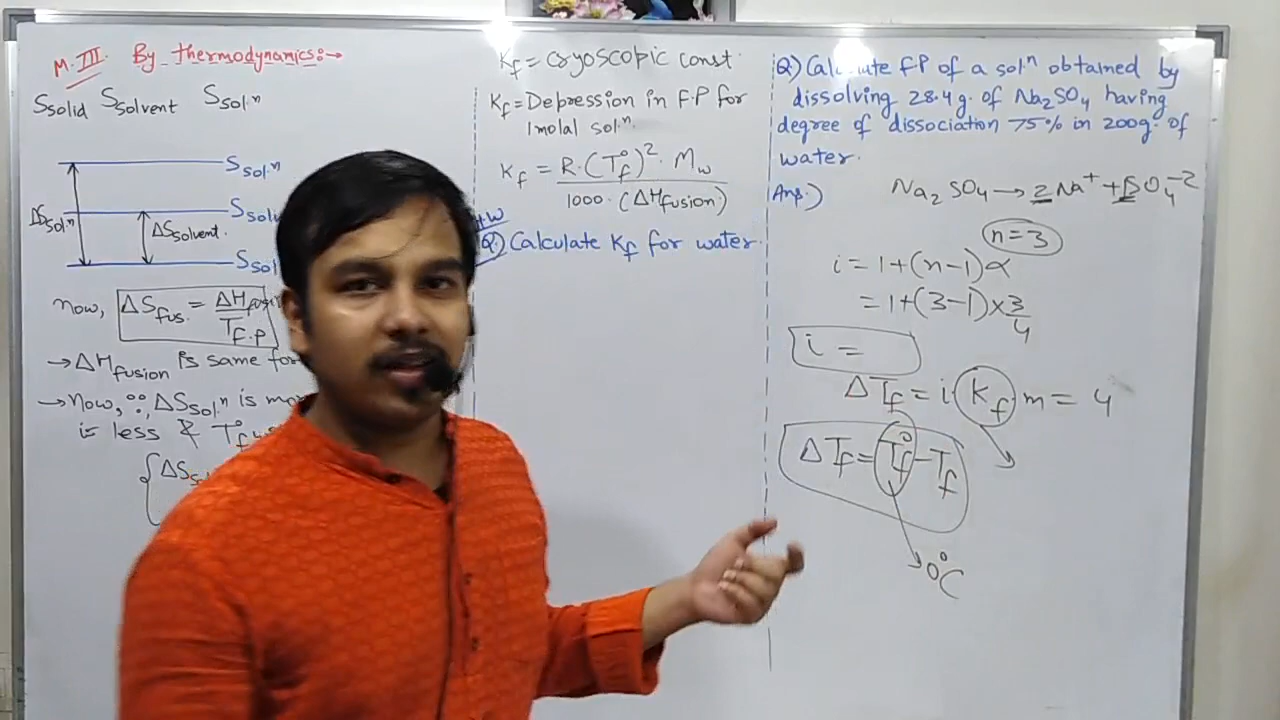 M.III. By thermodynamics:→
Ssolid Ssolvent Ssol.ⁿ
Ssol.ⁿ
ΔSsol.ⁿ
ΔSsolvent.
now, ΔSfus. = ΔHfus
Tf.p
→ΔHfusion is same for
→Now, ∵, ΔSsol.ⁿ is
is less & T°f
{ΔS
Kf = cryoscopic const.
Kf = Depression in F.P for
1molal sol.ⁿ
Kf = R.(T°f)². Mw
1000.(ΔHfusion)
Q.) Calculate Kf for water.
Q) Calculate F.P of a sol.ⁿ obtained by
dissolving 28.4g. of Na₂SO₄ having
degree of dissociation 75% in 200g. of
water.
Ans.) Na₂SO₄ → 2Na⁺ + SO₄⁻²
n=3
i = 1+(n-1)α
= 1+(3-1)×3/4
i =
ΔTf = i Kf m = 4
ΔTf = T°f - Tf
0°C